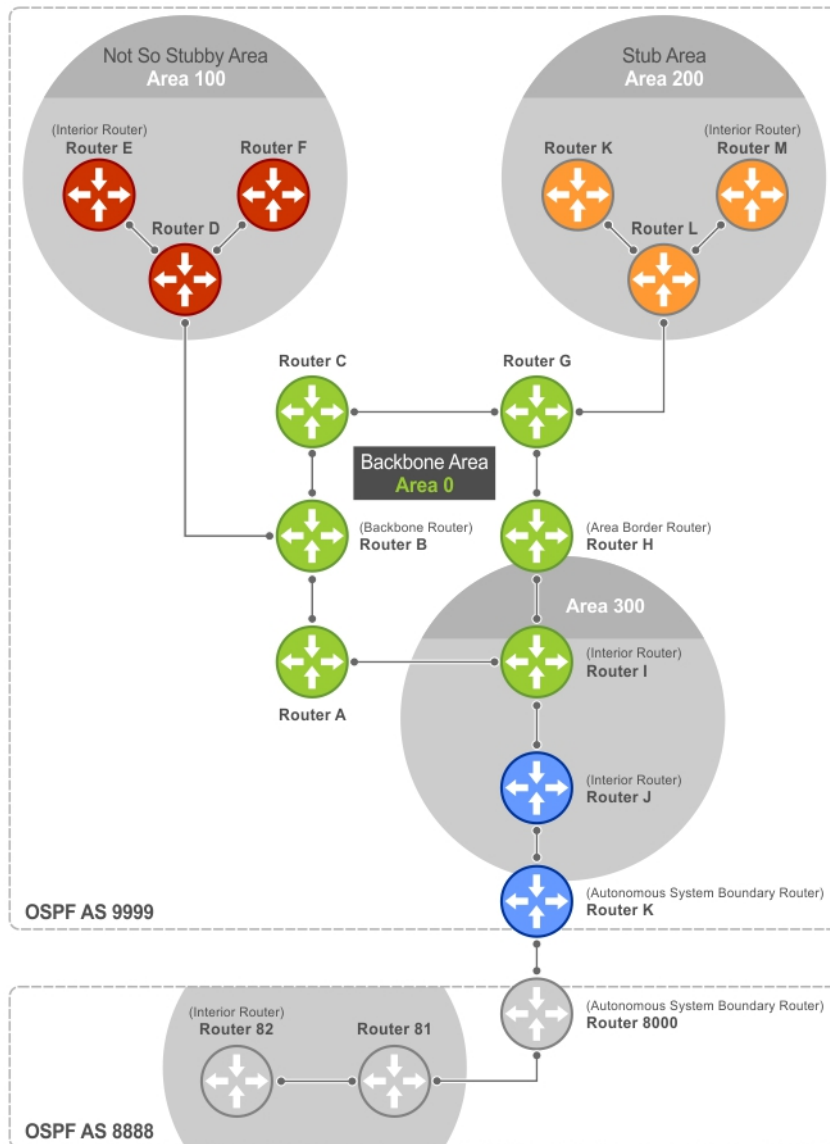 Not So Stubby Area
Area 100
(Interior Router)
Router E
Router F
Router D
Stub Area
Area 200
Router K
(Interior Router)
Router M
Router L
Router C
Router G
Backbone Area
Area 0
(Backbone Router)
Router B
(Area Border Router)
Router H
Area 300
Router A
(Interior Router)
Router I
(Interior Router)
Router J
(Autonomous System Boundary Router)
Router K
OSPF AS 9999
(Autonomous System Boundary Router)
Router 8000
(Interior Router)
Router 82
Router 81
OSPF AS 8888